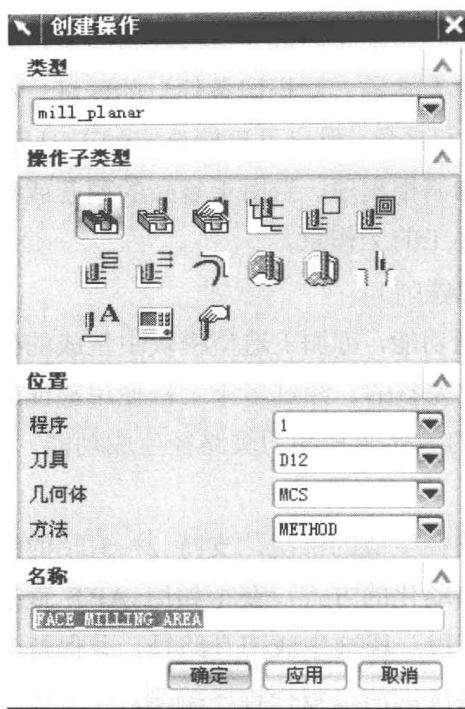 创建操作
类型
mill_planar
操作子类型
A
位置
程序 1
刀具 D12
几何体 MCS
方法 METHOD
名称
FACE_MILLING_AREA
确定 应用 取消